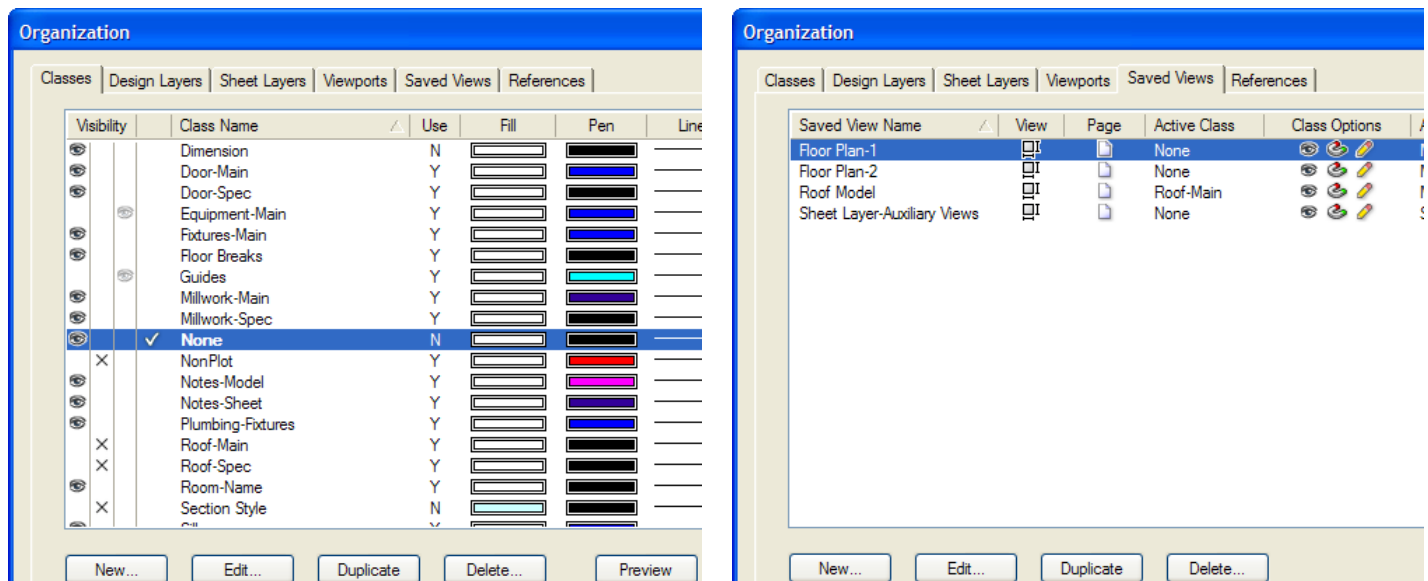 Organization
Classes Design Layers Sheet Layers Viewports Saved Views References
Visibility Class Name Use Fill Pen Line
Dimension N
Door-Main Y
Door-Spec Y
Equipment-Main Y
Fixtures-Main Y
Floor Breaks Y
Guides Y
Millwork-Main Y
Millwork-Spec Y
None N
NonPlot Y
Notes-Model Y
Notes-Sheet Y
Plumbing-Fixtures Y
Roof-Main Y
Roof-Spec Y
Room-Name Y
Section Style N
New... Edit... Duplicate Delete... Preview
Organization
Classes Design Layers Sheet Layers Viewports Saved Views References
Saved View Name View Page Active Class Class Options
Floor Plan-1 None
Floor Plan-2 None
Roof Model Roof-Main
Sheet Layer-Auxiliary Views None
New... Edit... Duplicate Delete...